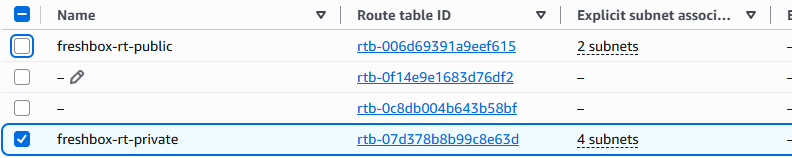 Name Route table ID Explicit subnet associ... E
freshbox-rt-public rtb-006d69391a9eef615 2 subnets –
– rtb-0f14e9e1683d76df2 – –
– rtb-0c8db004b643b58bf – –
freshbox-rt-private rtb-07d378b8b99c8e63d 4 subnets –